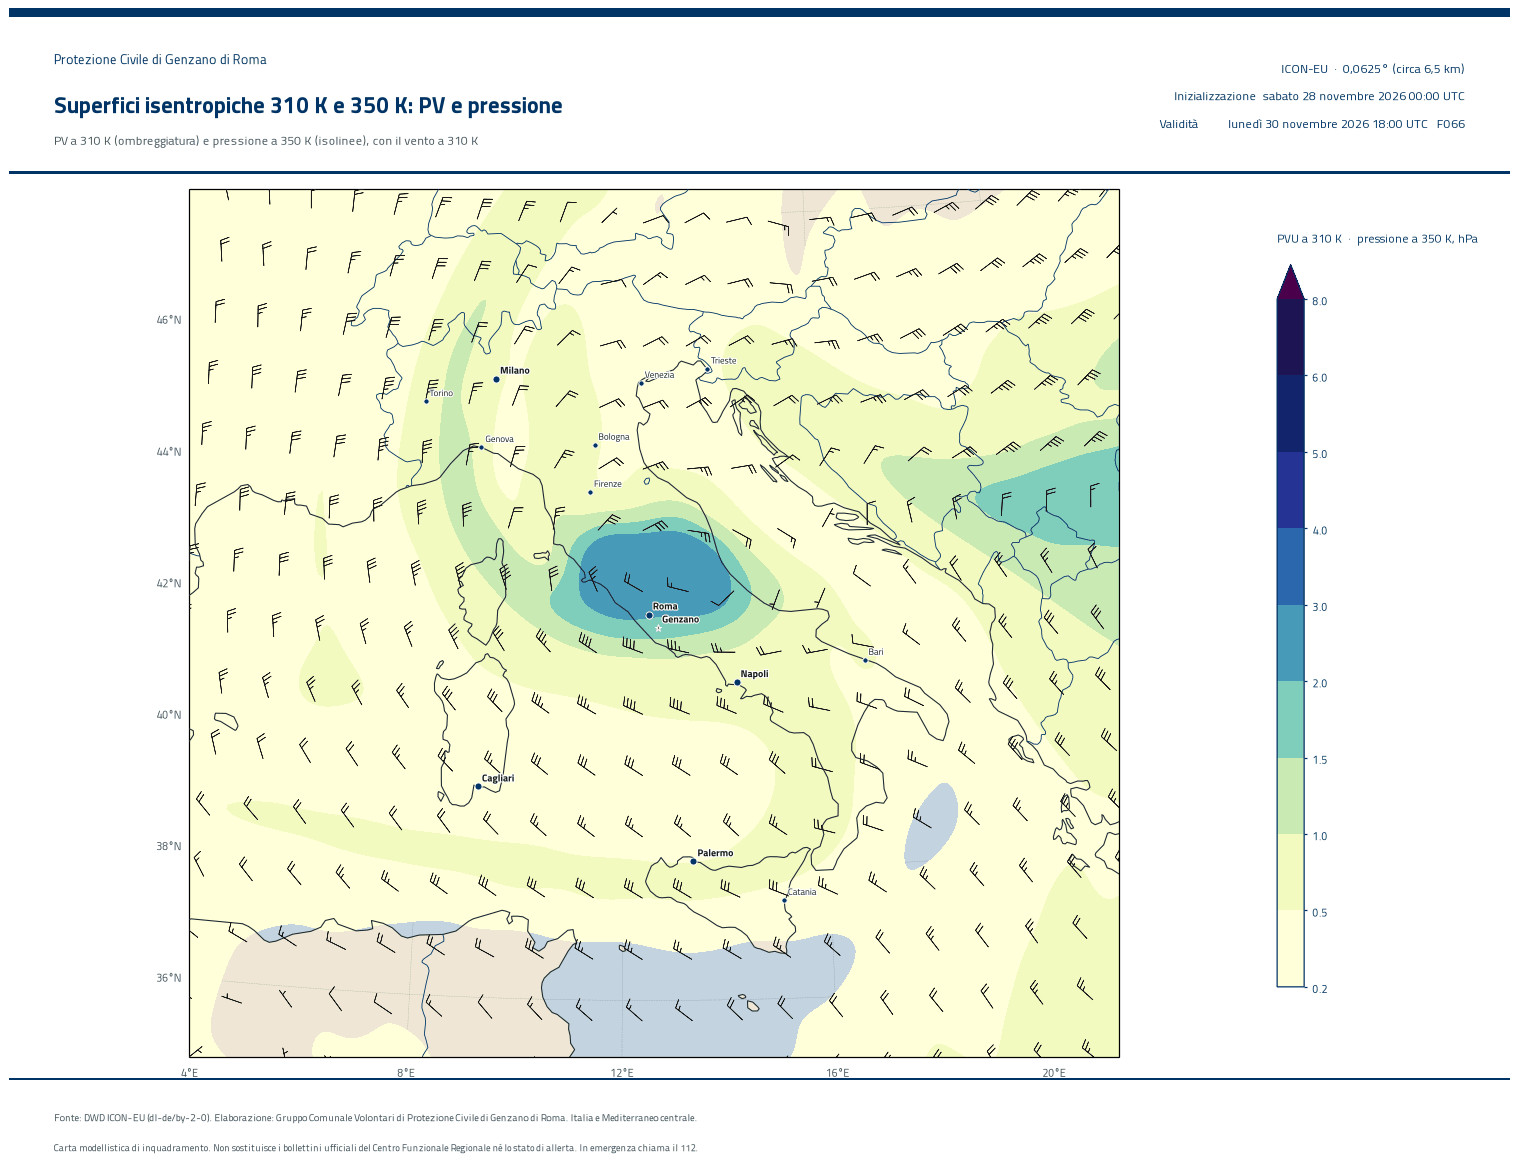 Protezione Civile di Genzano di Roma
Superfici isentropiche 310 K e 350 K: PV e pressione
PV a 310 K (ombreggiatura) e pressione a 350 K (isolinee), con il vento a 310 K
ICON-EU · 0,0625° (circa 6,5 km)
Inizializzazione sabato 28 novembre 2026 00:00 UTC
Validità lunedì 30 novembre 2026 18:00 UTC F066
PVU a 310 K · pressione a 350 K, hPa
8.0
6.0
5.0
4.0
3.0
2.0
1.5
1.0
0.5
0.2
46°N
44°N
42°N
40°N
38°N
36°N
4°E
8°E
12°E
16°E
20°E
Milano
Torino
Venezia
Trieste
Genova
Bologna
Firenze
Roma
Genzano
Napoli
Bari
Cagliari
Palermo
Catania
Fonte: DWD ICON-EU (dl-de/by-2-0). Elaborazione: Gruppo Comunale Volontari di Protezione Civile di Genzano di Roma. Italia e Mediterraneo centrale.
Carta modellistica di inquadramento. Non sostituisce i bollettini ufficiali del Centro Funzionale Regionale né lo stato di allerta. In emergenza chiama il 112.